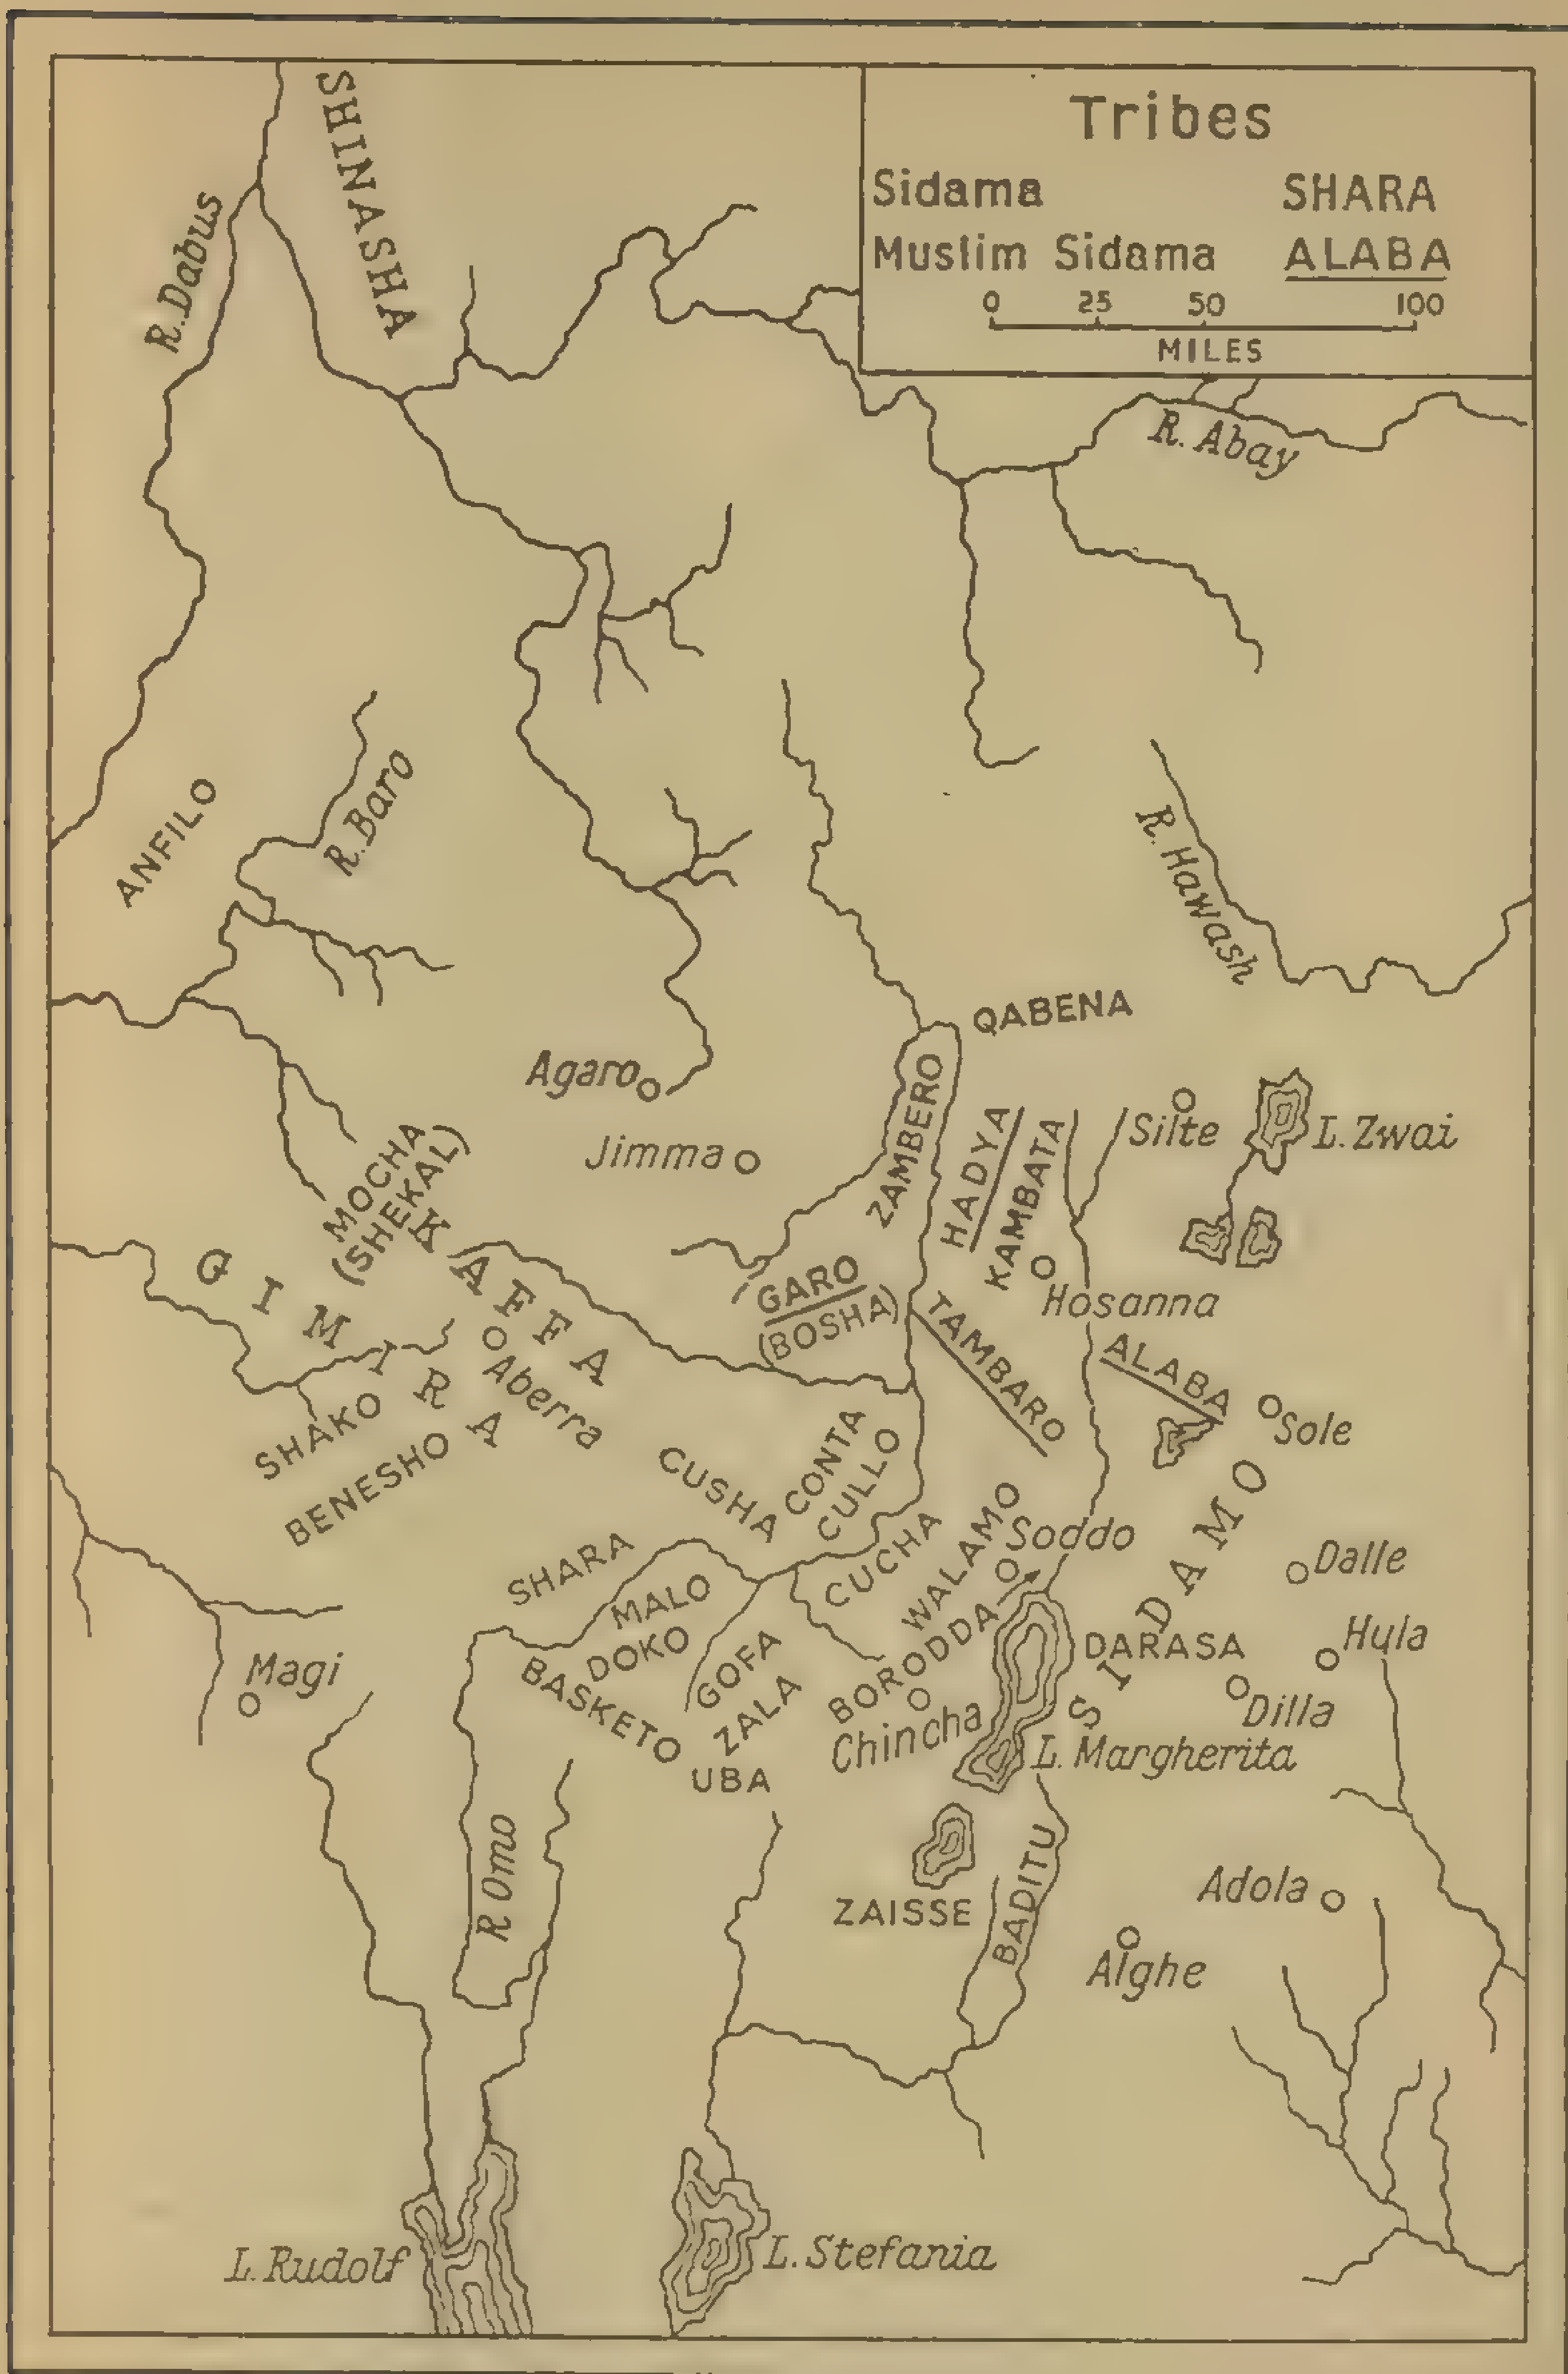 Tribes
Sidama SHARA
Muslim Sidama ALABA
0 25 50 100
MILES
SHINASHA
R. Dabus
R. Abay
R. Baro
ANFILO
R. Hawash
QABENA
Agaro
Jimma
ZAMBERO
HADYA
KAMBATA
Silte
L. Zwai
MOCHA
(SHEKAL)
KAFFA
QIMIRA
GARO
(BOSHA)
Hosanna
TAMBARO
ALABA
Sole
Aberra
SHAKO
BENESHO
CUSHA
CONTA
CULLO
SIDAMO
SHARA
MALO
DOKO
BASKETO
GOFA
ZALA
UBA
CUCHA
WALAMO
Soddo
BORODDA
Chincha
DARASA
Dalle
Hula
Dilla
L. Margherita
Magi
R Omo
ZAISSE
BADITU
Adola
Alghe
L. Rudolf
L. Stefania